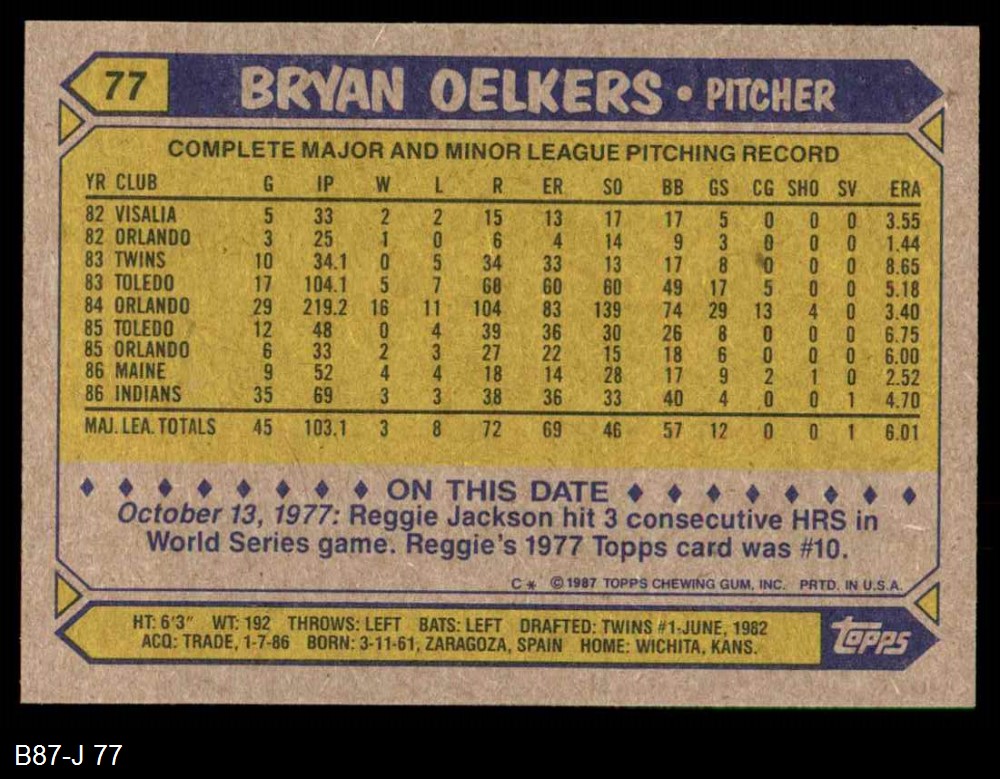 77 BRYAN OELKERS • PITCHER
COMPLETE MAJOR AND MINOR LEAGUE PITCHING RECORD
YR CLUB G IP W L R ER SO BB GS CG SHO SV ERA
82 VISALIA 5 33 2 2 15 13 17 17 5 0 0 0 3.55
82 ORLANDO 3 25 1 0 6 4 14 9 3 0 0 0 1.44
83 TWINS 10 34.1 0 5 34 33 13 17 8 0 0 0 8.65
83 TOLEDO 17 104.1 5 7 68 60 60 49 17 5 0 0 5.18
84 ORLANDO 29 219.2 16 11 104 83 139 74 29 13 4 0 3.40
85 TOLEDO 12 48 0 4 39 36 30 26 8 0 0 0 6.75
85 ORLANDO 6 33 2 3 27 22 15 18 6 0 0 0 6.00
86 MAINE 9 52 4 4 18 14 28 17 9 2 1 0 2.52
86 INDIANS 35 69 3 3 38 36 33 40 4 0 0 1 4.70
MAJ. LEA. TOTALS 45 103.1 3 8 72 69 46 57 12 0 0 1 6.01
♦ ♦ ♦ ♦ ♦ ♦ ♦ ♦ ON THIS DATE ♦ ♦ ♦ ♦ ♦ ♦ ♦ ♦
October 13, 1977: Reggie Jackson hit 3 consecutive HRS in
World Series game. Reggie's 1977 Topps card was #10.
C* ©1987 TOPPS CHEWING GUM, INC. PRTD. IN U.S.A.
HT: 6'3" WT: 192 THROWS: LEFT BATS: LEFT DRAFTED: TWINS #1-JUNE, 1982
ACQ: TRADE, 1-7-86 BORN: 3-11-61, ZARAGOZA, SPAIN HOME: WICHITA, KANS.
topps
B87-J 77